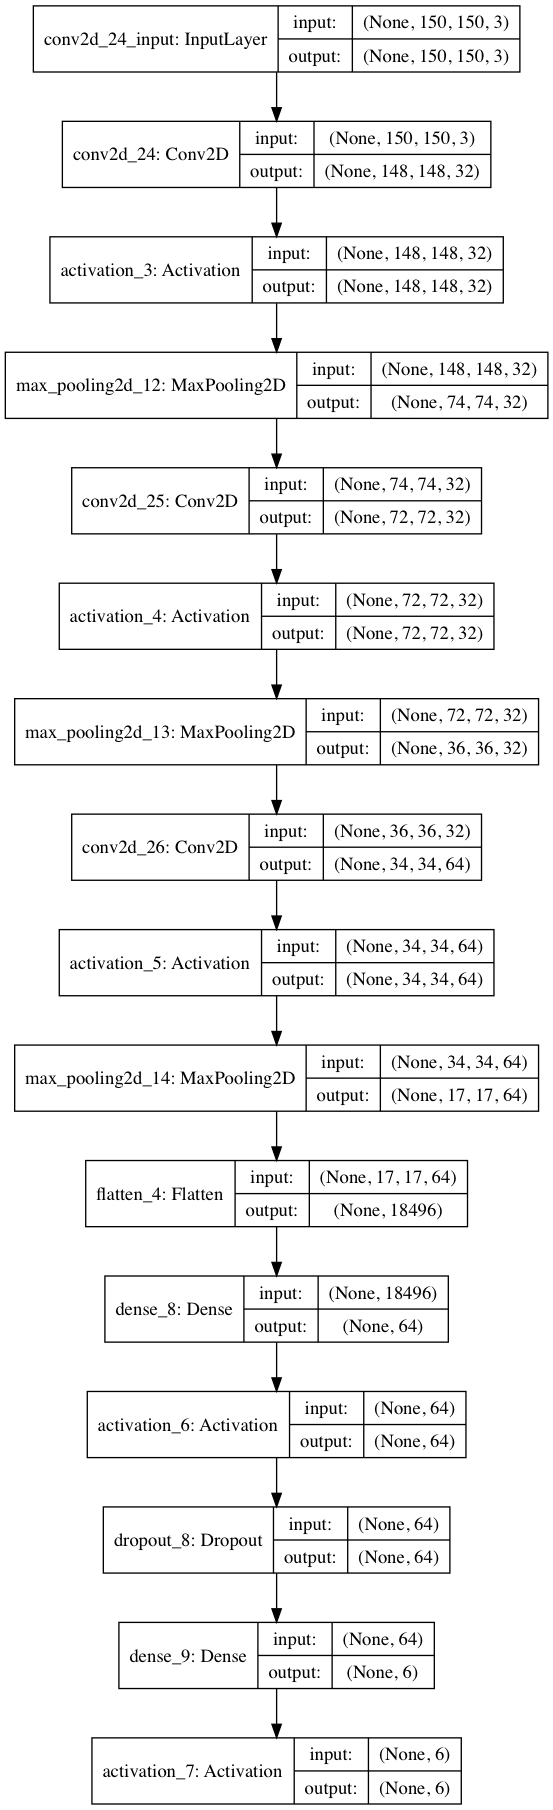 conv2d_24_input: InputLayer
input: (None, 150, 150, 3)
output: (None, 150, 150, 3)
conv2d_24: Conv2D
input: (None, 150, 150, 3)
output: (None, 148, 148, 32)
activation_3: Activation
input: (None, 148, 148, 32)
output: (None, 148, 148, 32)
max_pooling2d_12: MaxPooling2D
input: (None, 148, 148, 32)
output: (None, 74, 74, 32)
conv2d_25: Conv2D
input: (None, 74, 74, 32)
output: (None, 72, 72, 32)
activation_4: Activation
input: (None, 72, 72, 32)
output: (None, 72, 72, 32)
max_pooling2d_13: MaxPooling2D
input: (None, 72, 72, 32)
output: (None, 36, 36, 32)
conv2d_26: Conv2D
input: (None, 36, 36, 32)
output: (None, 34, 34, 64)
activation_5: Activation
input: (None, 34, 34, 64)
output: (None, 34, 34, 64)
max_pooling2d_14: MaxPooling2D
input: (None, 34, 34, 64)
output: (None, 17, 17, 64)
flatten_4: Flatten
input: (None, 17, 17, 64)
output: (None, 18496)
dense_8: Dense
input: (None, 18496)
output: (None, 64)
activation_6: Activation
input: (None, 64)
output: (None, 64)
dropout_8: Dropout
input: (None, 64)
output: (None, 64)
dense_9: Dense
input: (None, 64)
output: (None, 6)
activation_7: Activation
input: (None, 6)
output: (None, 6)